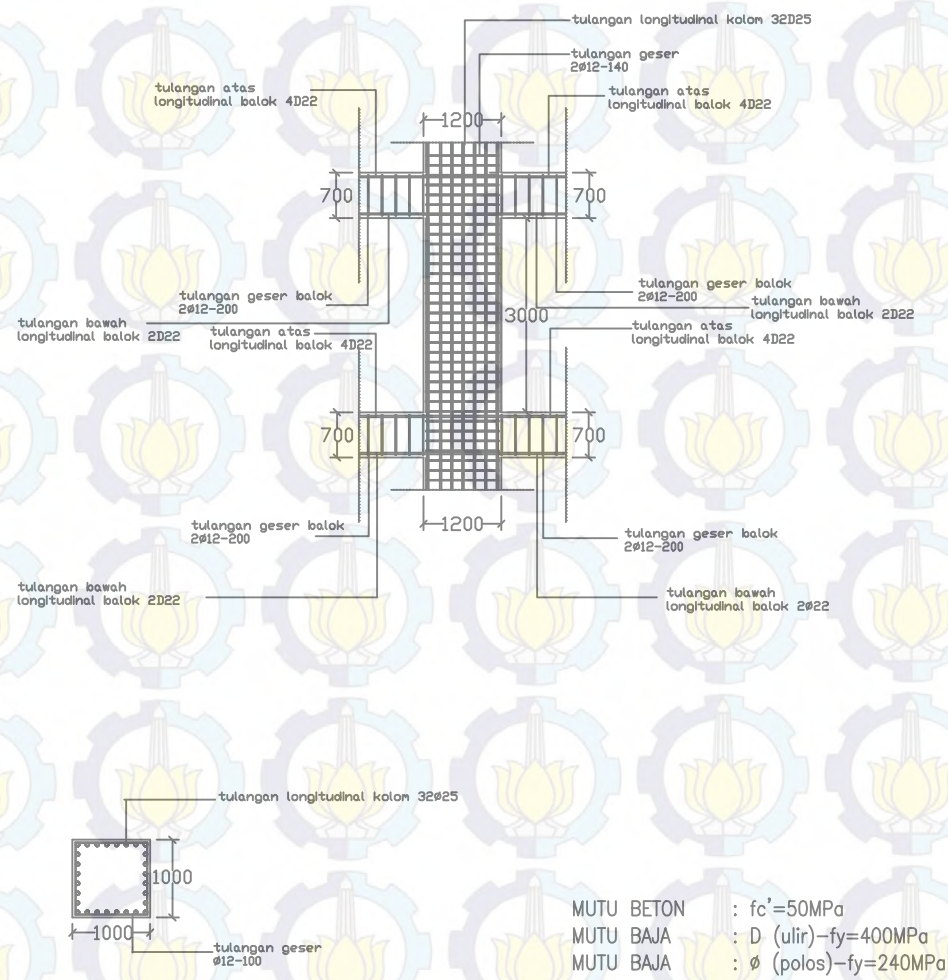 tulangan longitudinal kolom 32D25
tulangan geser
2ø12-140
tulangan atas
longitudinal balok 4D22
tulangan atas
longitudinal balok 4D22
1200
700
700
tulangan geser balok
2ø12-200
tulangan geser balok
2ø12-200
tulangan bawah
longitudinal balok 2D22
3000
tulangan bawah
longitudinal balok 2D22
tulangan atas
longitudinal balok 4D22
tulangan atas
longitudinal balok 4D22
700
700
1200
tulangan geser balok
2ø12-200
tulangan geser balok
2ø12-200
tulangan bawah
longitudinal balok 2D22
tulangan bawah
longitudinal balok 2ø22
tulangan longitudinal kolom 32ø25
1000
1000
tulangan geser
ø12-100
MUTU BETON : fc'=50MPa
MUTU BAJA : D (ulir)-fy=400MPa
MUTU BAJA : ø (polos)-fy=240MPa